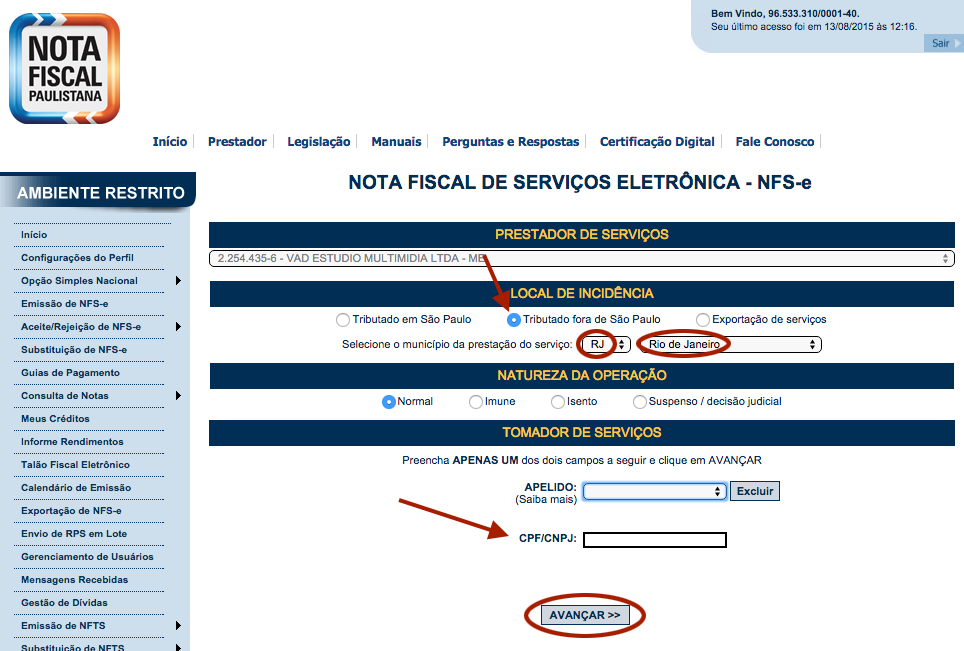 Bem Vindo, 96.533.310/0001-40.
Seu último acesso foi em 13/08/2015 às 12:16.
Sair
NOTA
FISCAL
PAULISTANA
Início
Prestador
Legislação
Manuais
Perguntas e Respostas
Certificação Digital
Fale Conosco
AMBIENTE RESTRITO
Início
Configurações do Perfil
Opção Simples Nacional
Emissão de NFS-e
Aceite/Rejeição de NFS-e
Substituição de NFS-e
Guias de Pagamento
Consulta de Notas
Meus Créditos
Informe Rendimentos
Talão Fiscal Eletrônico
Calendário de Emissão
Exportação de NFS-e
Envio de RPS em Lote
Gerenciamento de Usuários
Mensagens Recebidas
Gestão de Dívidas
Emissão de NFTS
Substituição de NFTS
NOTA FISCAL DE SERVIÇOS ELETRÔNICA - NFS-e
PRESTADOR DE SERVIÇOS
2.254.435-6 - VAD ESTUDIO MULTIMIDIA LTDA - ME
LOCAL DE INCIDÊNCIA
Tributado em São Paulo
Tributado fora de São Paulo
Exportação de serviços
Selecione o município da prestação do serviço: RJ Rio de Janeiro
NATUREZA DA OPERAÇÃO
Normal
Imune
Isento
Suspenso / decisão judicial
TOMADOR DE SERVIÇOS
Preencha APENAS UM dos dois campos a seguir e clique em AVANÇAR
APELIDO:
(Saiba mais)
Excluir
CPF/CNPJ:
AVANÇAR >>